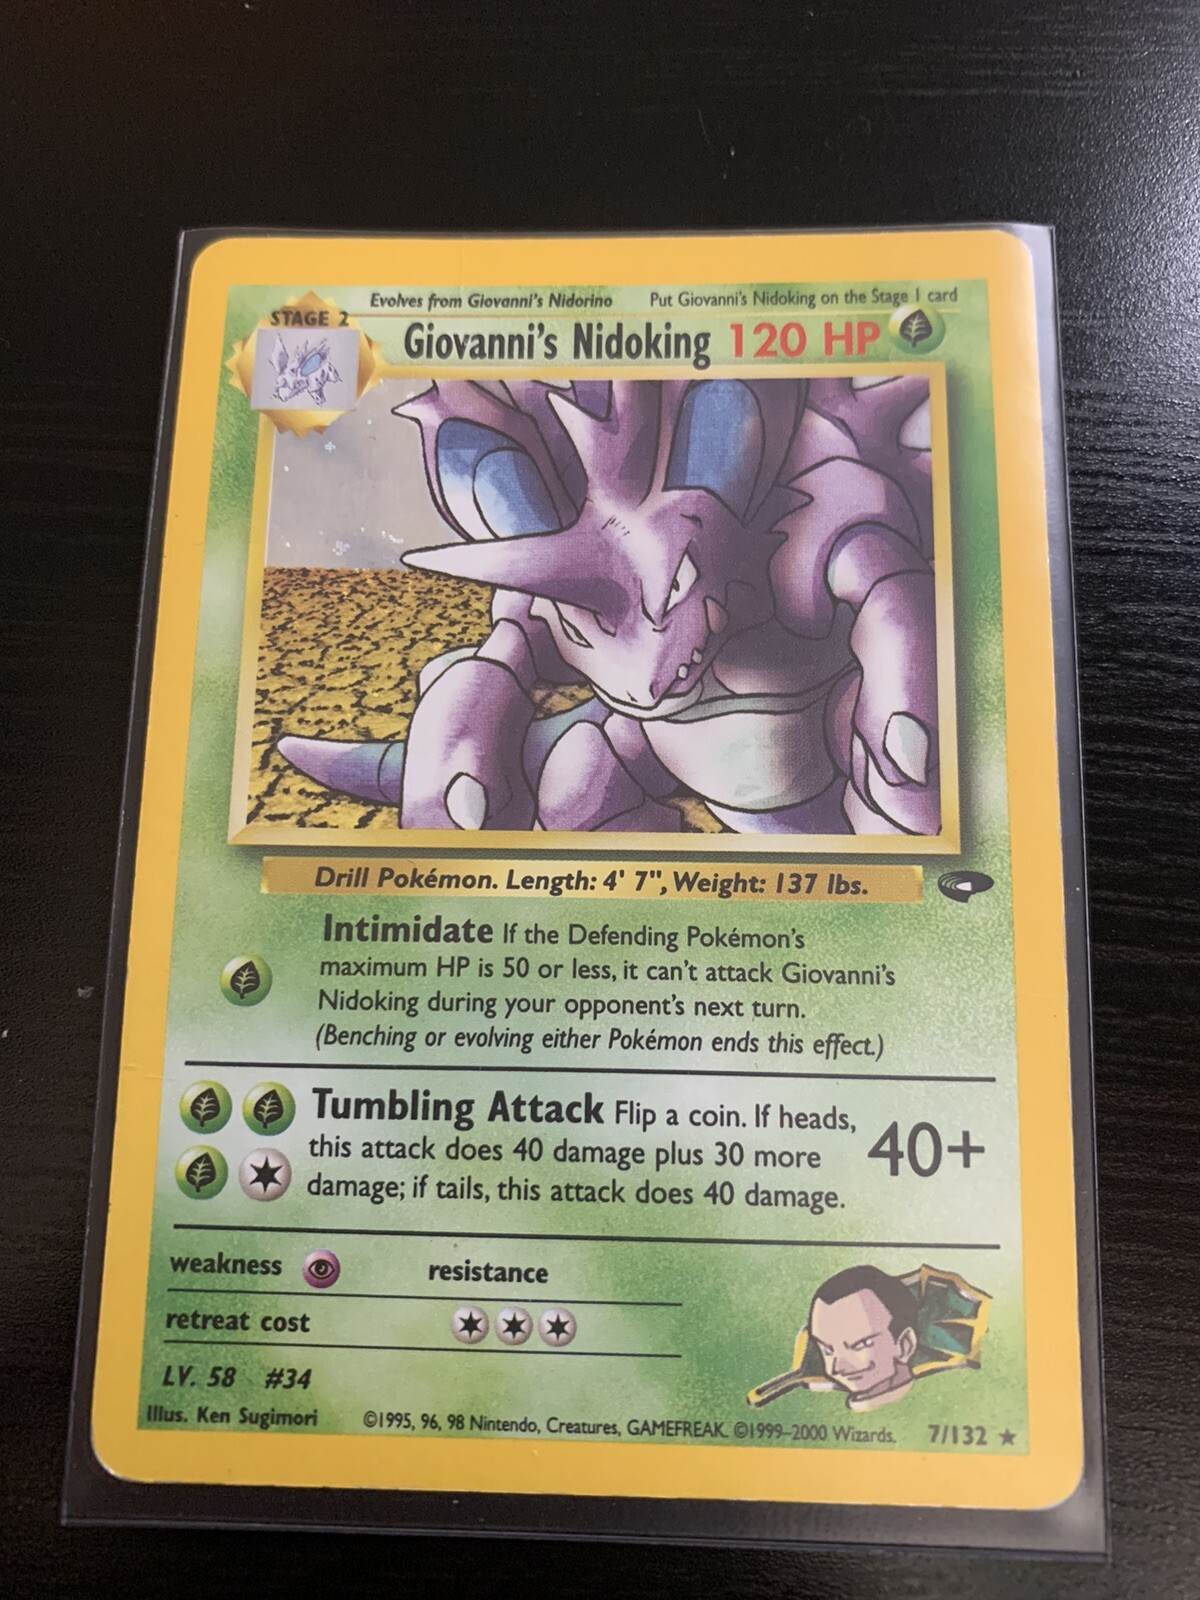 Evolves from Giovanni's Nidorino Put Giovanni's Nidoking on the Stage 1 card
STAGE 2
Giovanni's Nidoking 120 HP
Drill Pokémon. Length: 4' 7", Weight: 137 lbs.
Intimidate If the Defending Pokémon's
maximum HP is 50 or less, it can't attack Giovanni's
Nidoking during your opponent's next turn.
(Benching or evolving either Pokémon ends this effect.)
Tumbling Attack Flip a coin. If heads,
this attack does 40 damage plus 30 more
damage; if tails, this attack does 40 damage.
40+
weakness resistance
retreat cost
LV. 58 #34
Illus. Ken Sugimori ©1995, 96, 98 Nintendo, Creatures, GAMEFREAK. ©1999–2000 Wizards. 7/132 ★